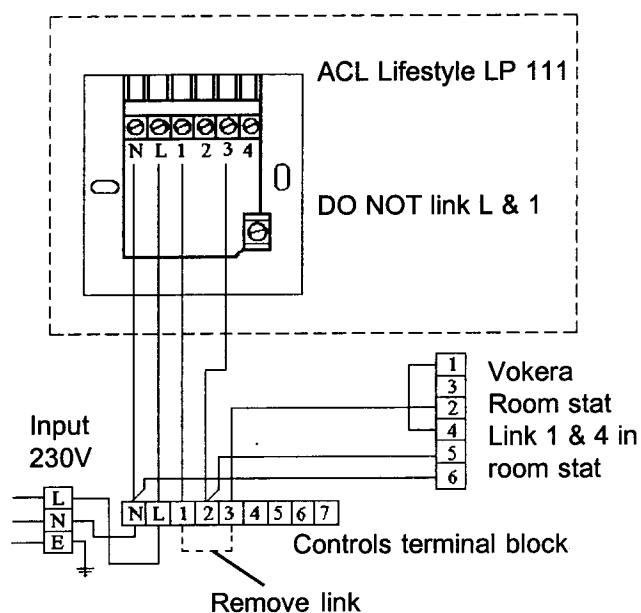 ACL Lifestyle LP 111
N L 1 2 3 4
DO NOT link L & 1
1
3
2
4
5
6
Vokera
Room stat
Link 1 & 4 in
room stat
Input
230V
L
N
E
N L 1 2 3 4 5 6 7
Controls terminal block
Remove link